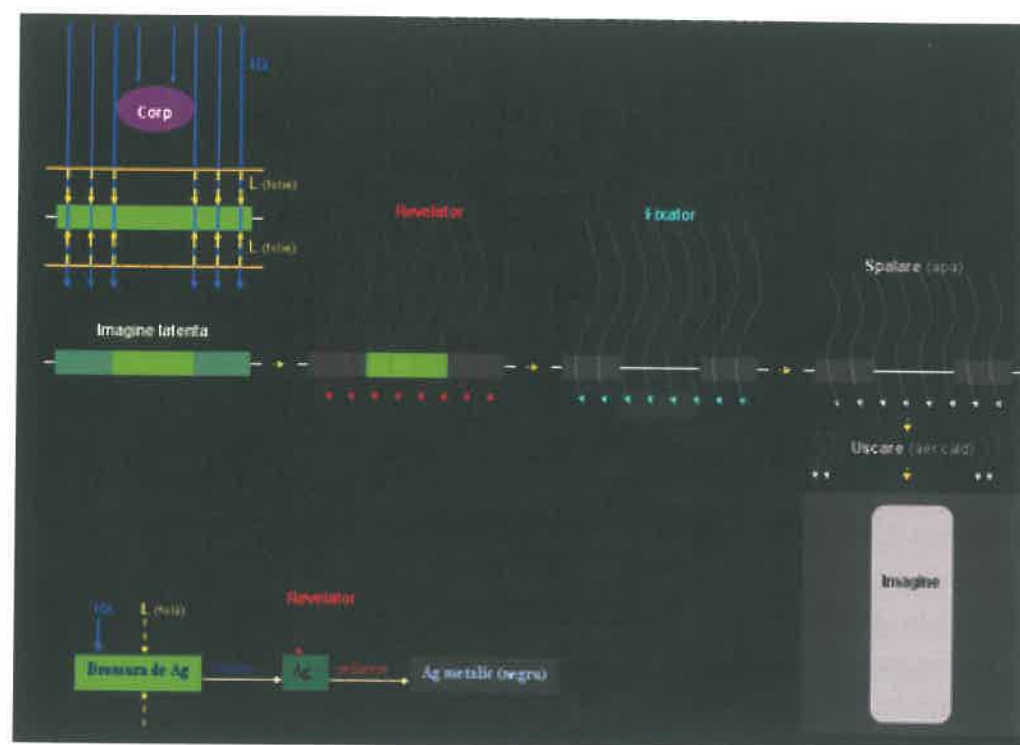 Rx
Corp
L (folie)
L (folie)
Revelator
Fixator
Spalare (apa)
Imagine latenta
Uscare (aer cald)
Imagine
Revelator
Rx
L (folie)
Bromura de Ag
Ag
Ag metalic (negru)